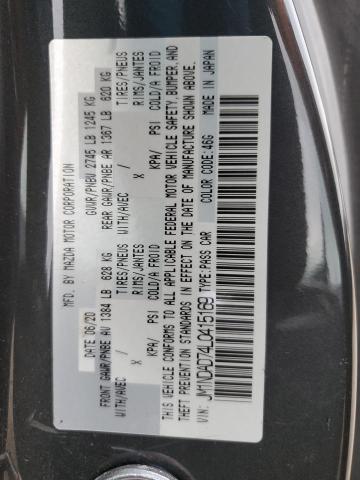 MFD. BY MAZDA MOTOR CORPORATION
DATE 06/20 GVWR/PNBV 2745 LB 1245 KG
FRONT GAWR/PNBE AV 1384 LB 628 KG REAR GAWR/PNBE AR 1367 LB 620 KG
WITH/AVEC TIRES/PNEUS WITH/AVEC TIRES/PNEUS
X RIMS/JANTES X RIMS/JANTES
KPA/ PSI COLD/A FROID KPA/ PSI COLD/A FROID
THIS VEHICLE CONFORMS TO ALL APPLICABLE FEDERAL MOTOR VEHICLE SAFETY, BUMPER, AND
THEFT PREVENTION STANDARDS IN EFFECT ON THE DATE OF MANUFACTURE SHOWN ABOVE.
VIN: JM1NDAD74L0415169 TYPE: PASS CAR COLOR CODE: 46G MADE IN JAPAN